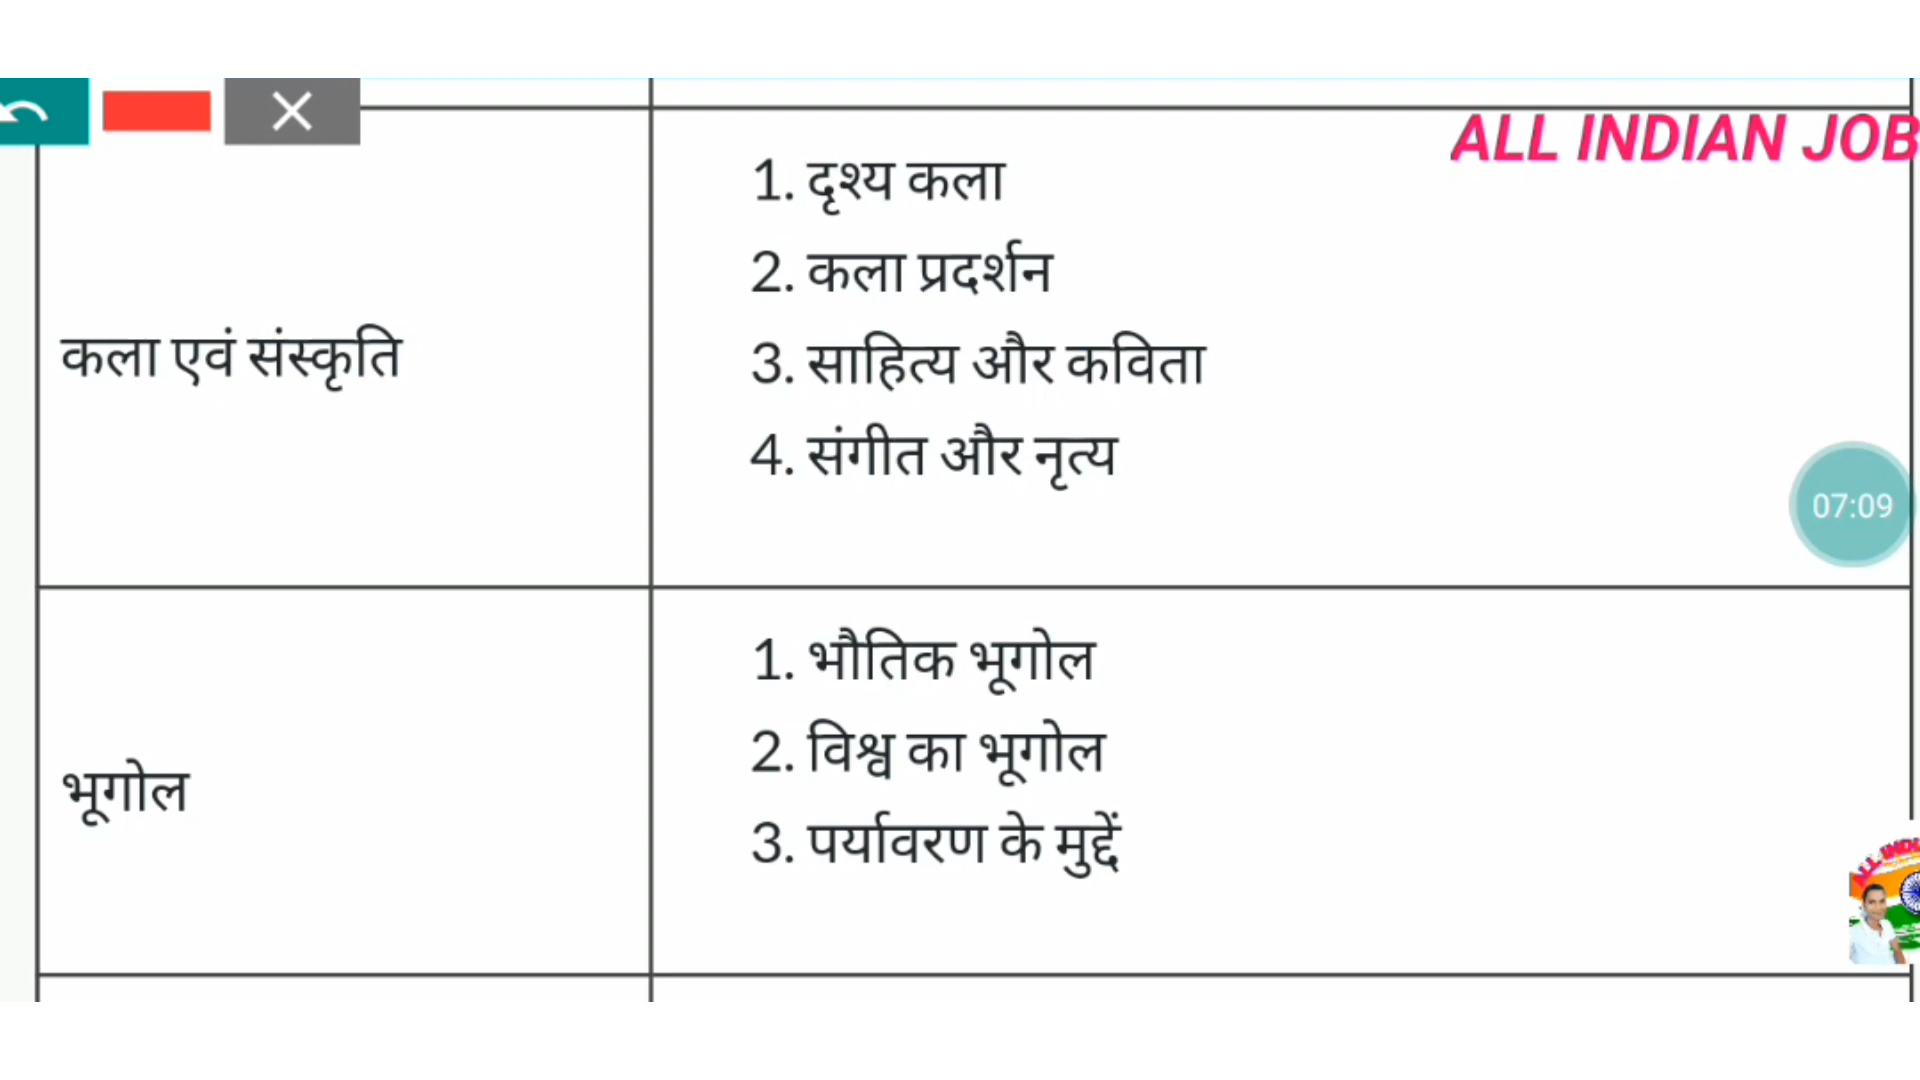 ALL INDIAN JOB
कला एवं संस्कृति
1. दृश्य कला
2. कला प्रदर्शन
3. साहित्य और कविता
4. संगीत और नृत्य
07:09
भूगोल
1. भौतिक भूगोल
2. विश्व का भूगोल
3. पर्यावरण के मुद्दें